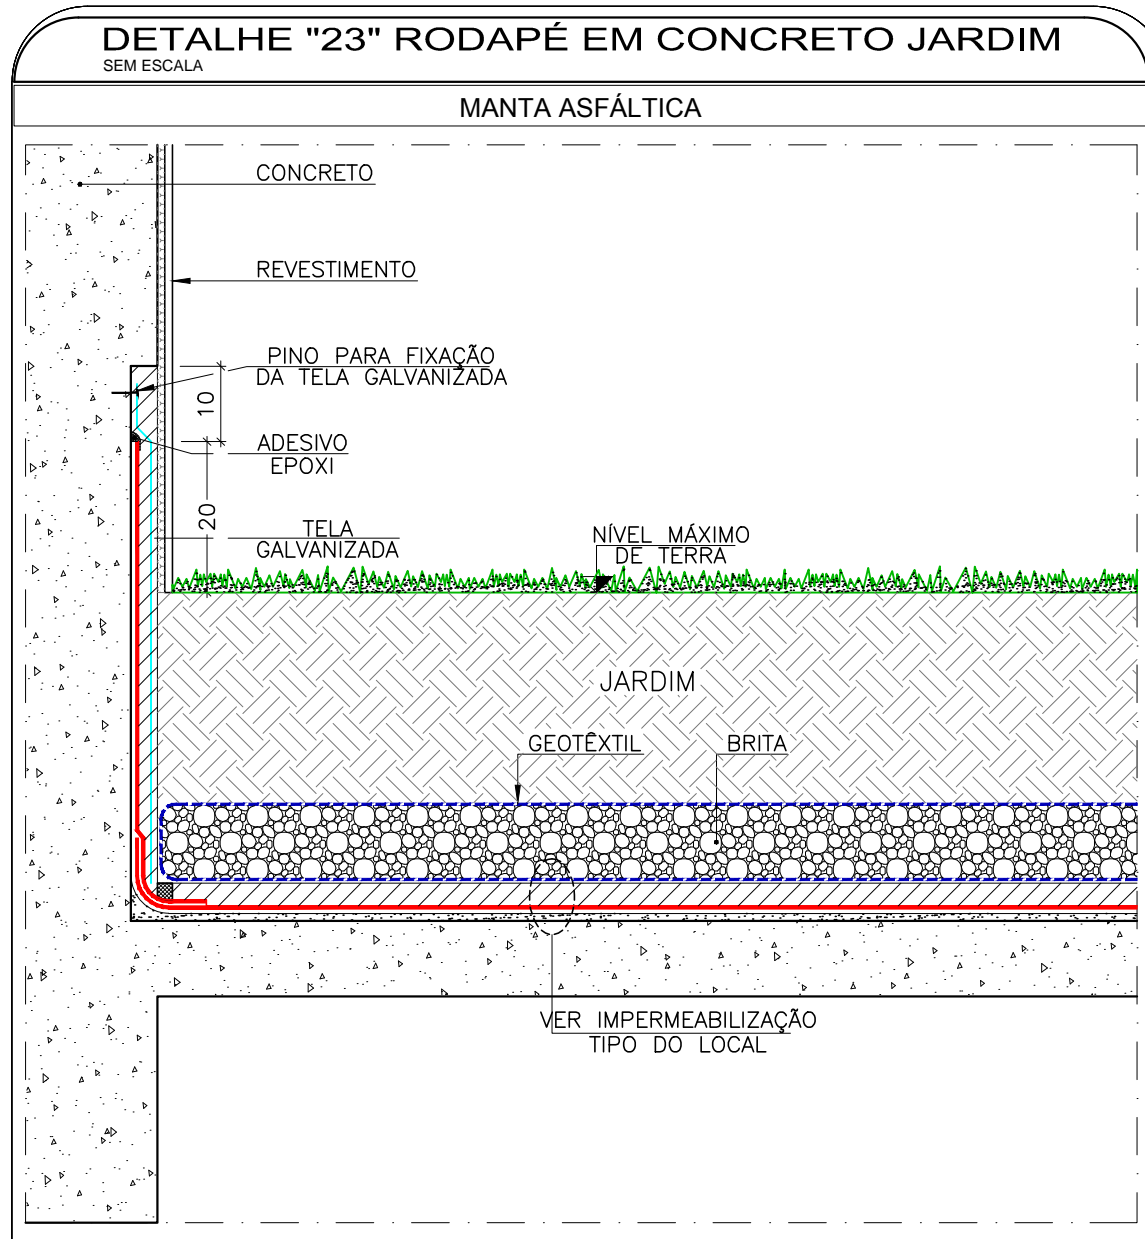 DETALHE "23" RODAPÉ EM CONCRETO JARDIM
SEM ESCALA
MANTA ASFÁLTICA
CONCRETO
REVESTIMENTO
PINO PARA FIXAÇÃO
DA TELA GALVANIZADA
10
ADESIVO
EPOXI
20
TELA
GALVANIZADA
NÍVEL MÁXIMO
DE TERRA
JARDIM
GEOTÊXTIL
BRITA
VER IMPERMEABILIZAÇÃO
TIPO DO LOCAL